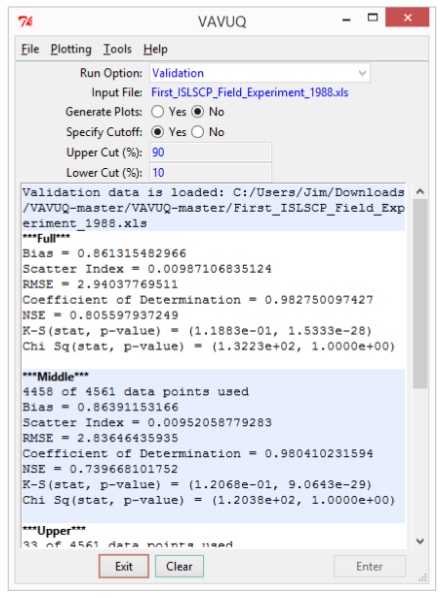 VAVUQ
File Plotting Tools Help
Run Option: Validation
Input File: First_ISLSCP_Field_Experiment_1988.xls
Generate Plots: Yes No
Specify Cutoff: Yes No
Upper Cut (%): 90
Lower Cut (%): 10
Validation data is loaded: C:/Users/Jim/Downloads
/VAVUQ-master/VAVUQ-master/First_ISLSCP_Field_Exp
eriment_1988.xls
***Full***
Bias = 0.861315482966
Scatter Index = 0.00987106835124
RMSE = 2.94037769511
Coefficient of Determination = 0.982750097427
NSE = 0.805597937249
K-S(stat, p-value) = (1.1883e-01, 1.5333e-28)
Chi Sq(stat, p-value) = (1.3223e+02, 1.0000e+00)
***Middle***
4458 of 4561 data points used
Bias = 0.86391153166
Scatter Index = 0.00952058779283
RMSE = 2.83646435935
Coefficient of Determination = 0.980410231594
NSE = 0.739668101752
K-S(stat, p-value) = (1.2068e-01, 9.0643e-29)
Chi Sq(stat, p-value) = (1.2038e+02, 1.0000e+00)
***Upper***
33 of 4561 data points used
Exit Clear Enter